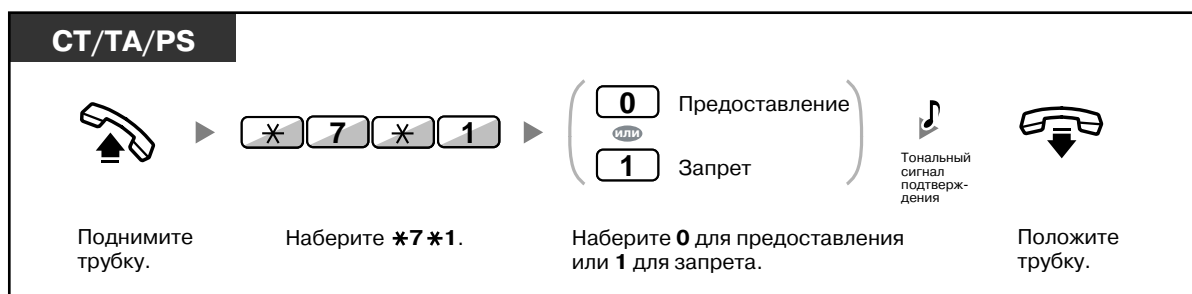 CT/TA/PS
0 Предоставление
или
1 Запрет
*7*1
Тональный
сигнал
подтверж-
дения
Поднимите
трубку.
Наберите *7*1.
Наберите 0 для предоставления
или 1 для запрета.
Положите
трубку.